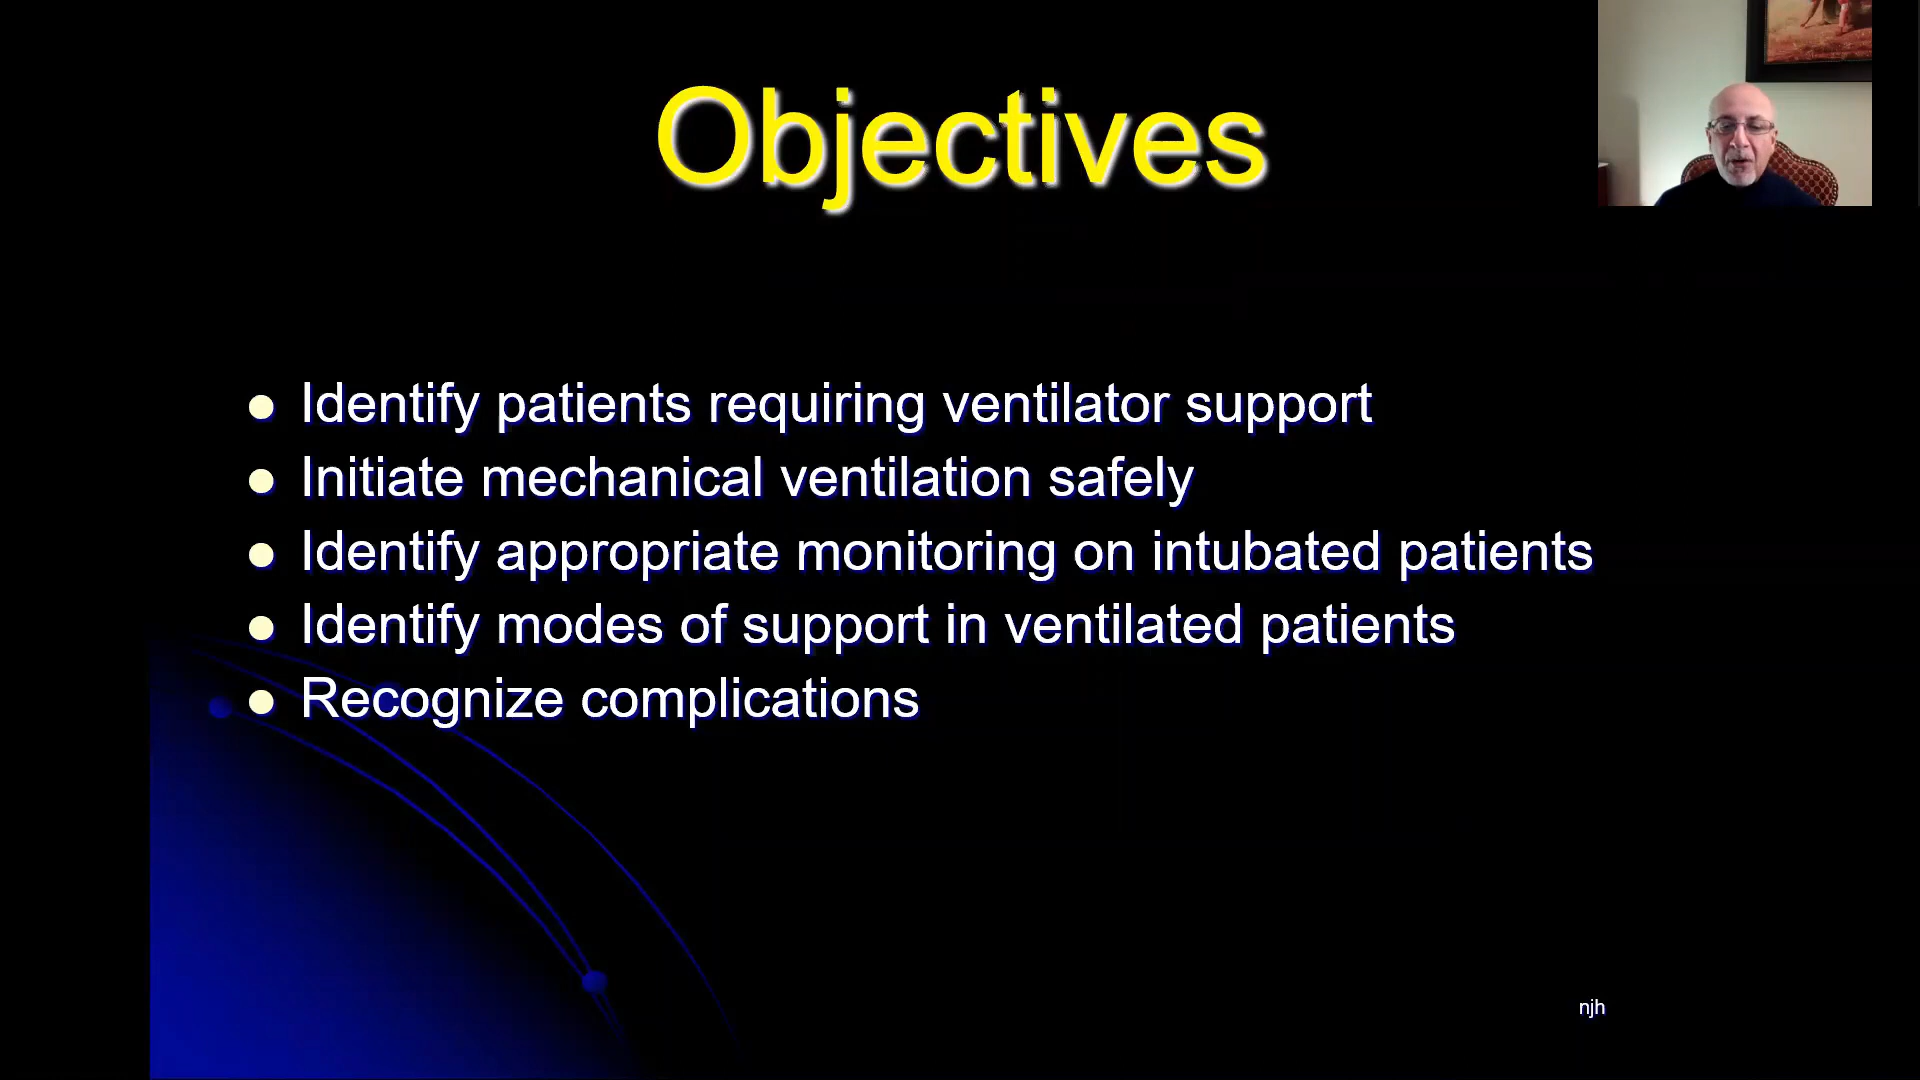 Objectives
Identify patients requiring ventilator support
Initiate mechanical ventilation safely
Identify appropriate monitoring on intubated patients
Identify modes of support in ventilated patients
Recognize complications
njh